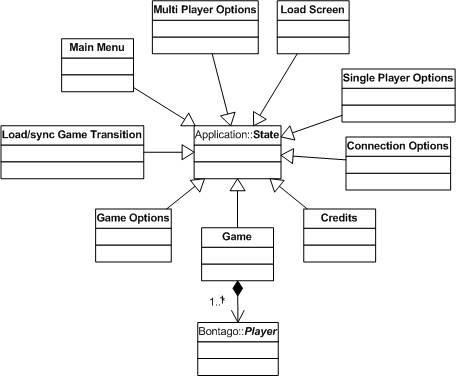 Multi Player Options
Load Screen
Main Menu
Single Player Options
Load/sync Game Transition
Application::State
Connection Options
Game Options
Game
Credits
1..*
Bontago::Player